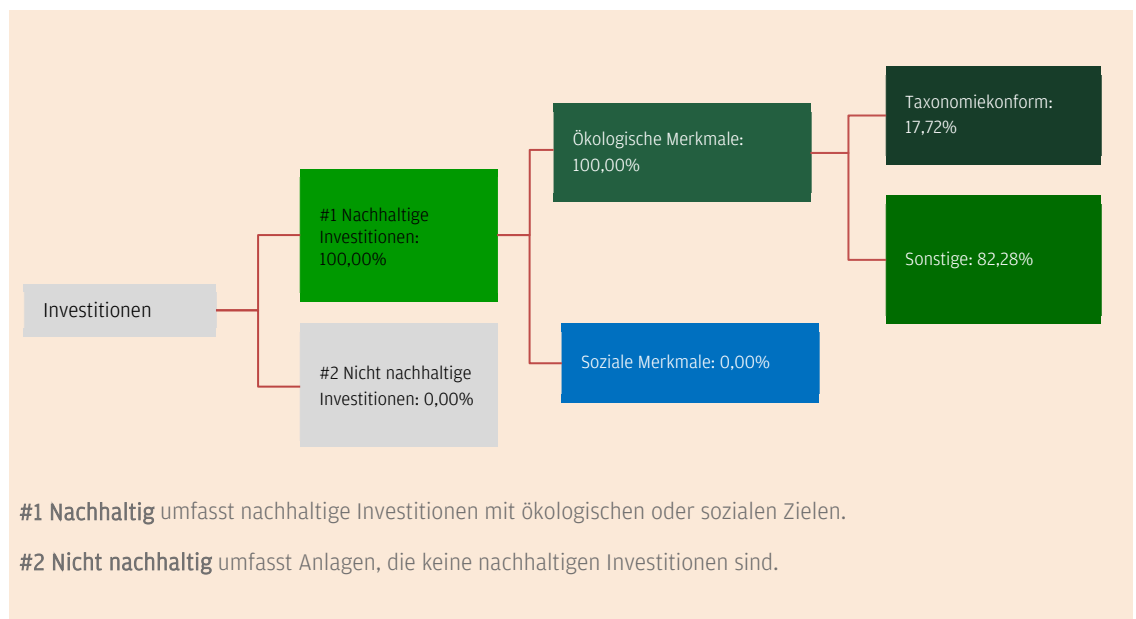 Investitionen
#1 Nachhaltige
Investitionen:
100,00%
#2 Nicht nachhaltige
Investitionen: 0,00%
Ökologische Merkmale:
100,00%
Soziale Merkmale: 0,00%
Taxonomiekonform:
17,72%
Sonstige: 82,28%
#1 Nachhaltig umfasst nachhaltige Investitionen mit ökologischen oder sozialen Zielen.
#2 Nicht nachhaltig umfasst Anlagen, die keine nachhaltigen Investitionen sind.